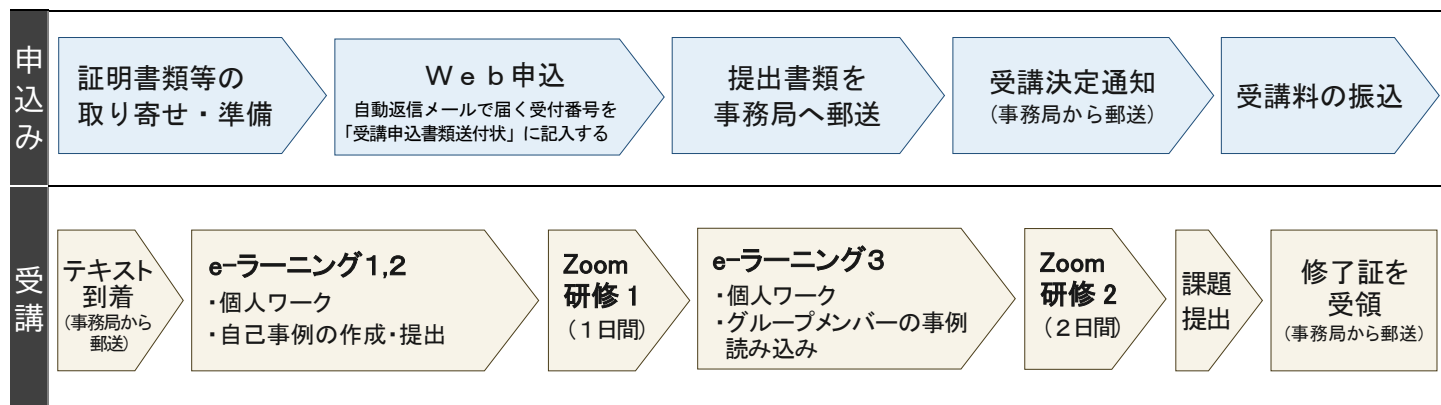 申込み
証明書類等の
取り寄せ・準備
Ｗｅｂ申込
自動返信メールで届く受付番号を
「受講申込書類送付状」に記入する
提出書類を
事務局へ郵送
受講決定通知
（事務局から郵送）
受講料の振込
受講
テキスト
到着
（事務局から
郵送）
e-ラーニング1,2
・個人ワーク
・自己事例の作成・提出
Zoom
研修 1
（１日間）
e-ラーニング３
・個人ワーク
・グループメンバーの事例
読み込み
Zoom
研修 2
（２日間）
課題
提出
修了証を
受領
（事務局から郵送）